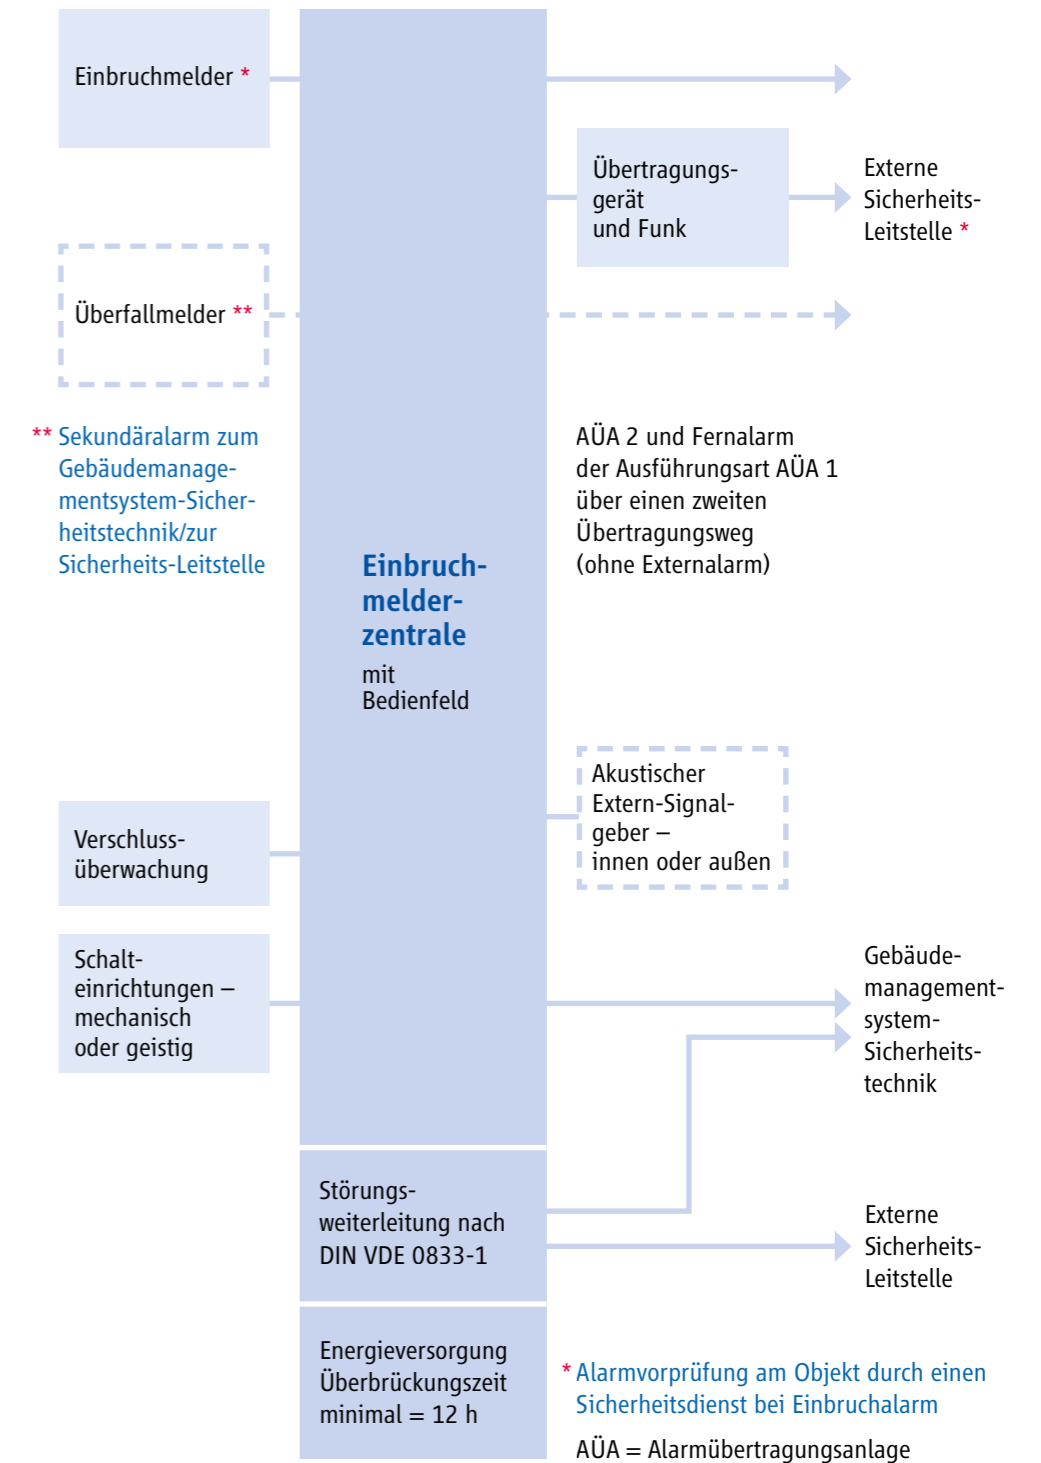 Einbruchmelder *
Übertragungs-
gerät
und Funk
Externe
Sicherheits-
Leitstelle *
Überfallmelder **
** Sekundäralarm zum
Gebäudemanage-
mentsystem-Sicher-
heitstechnik/zur
Sicherheits-Leitstelle
AÜA 2 und Fernalarm
der Ausführungsart AÜA 1
über einen zweiten
Übertragungsweg
(ohne Externalarm)
Einbruch-
melder-
zentrale
mit
Bedienfeld
Akustischer
Extern-Signal-
geber –
innen oder außen
Verschluss-
überwachung
Schalt-
einrichtungen –
mechanisch
oder geistig
Gebäude-
management-
system-
Sicherheits-
technik
Störungs-
weiterleitung nach
DIN VDE 0833-1
Externe
Sicherheits-
Leitstelle
Energieversorgung
Überbrückungszeit
minimal = 12 h
* Alarmvorprüfung am Objekt durch einen
Sicherheitsdienst bei Einbruchalarm
AÜA = Alarmübertragungsanlage